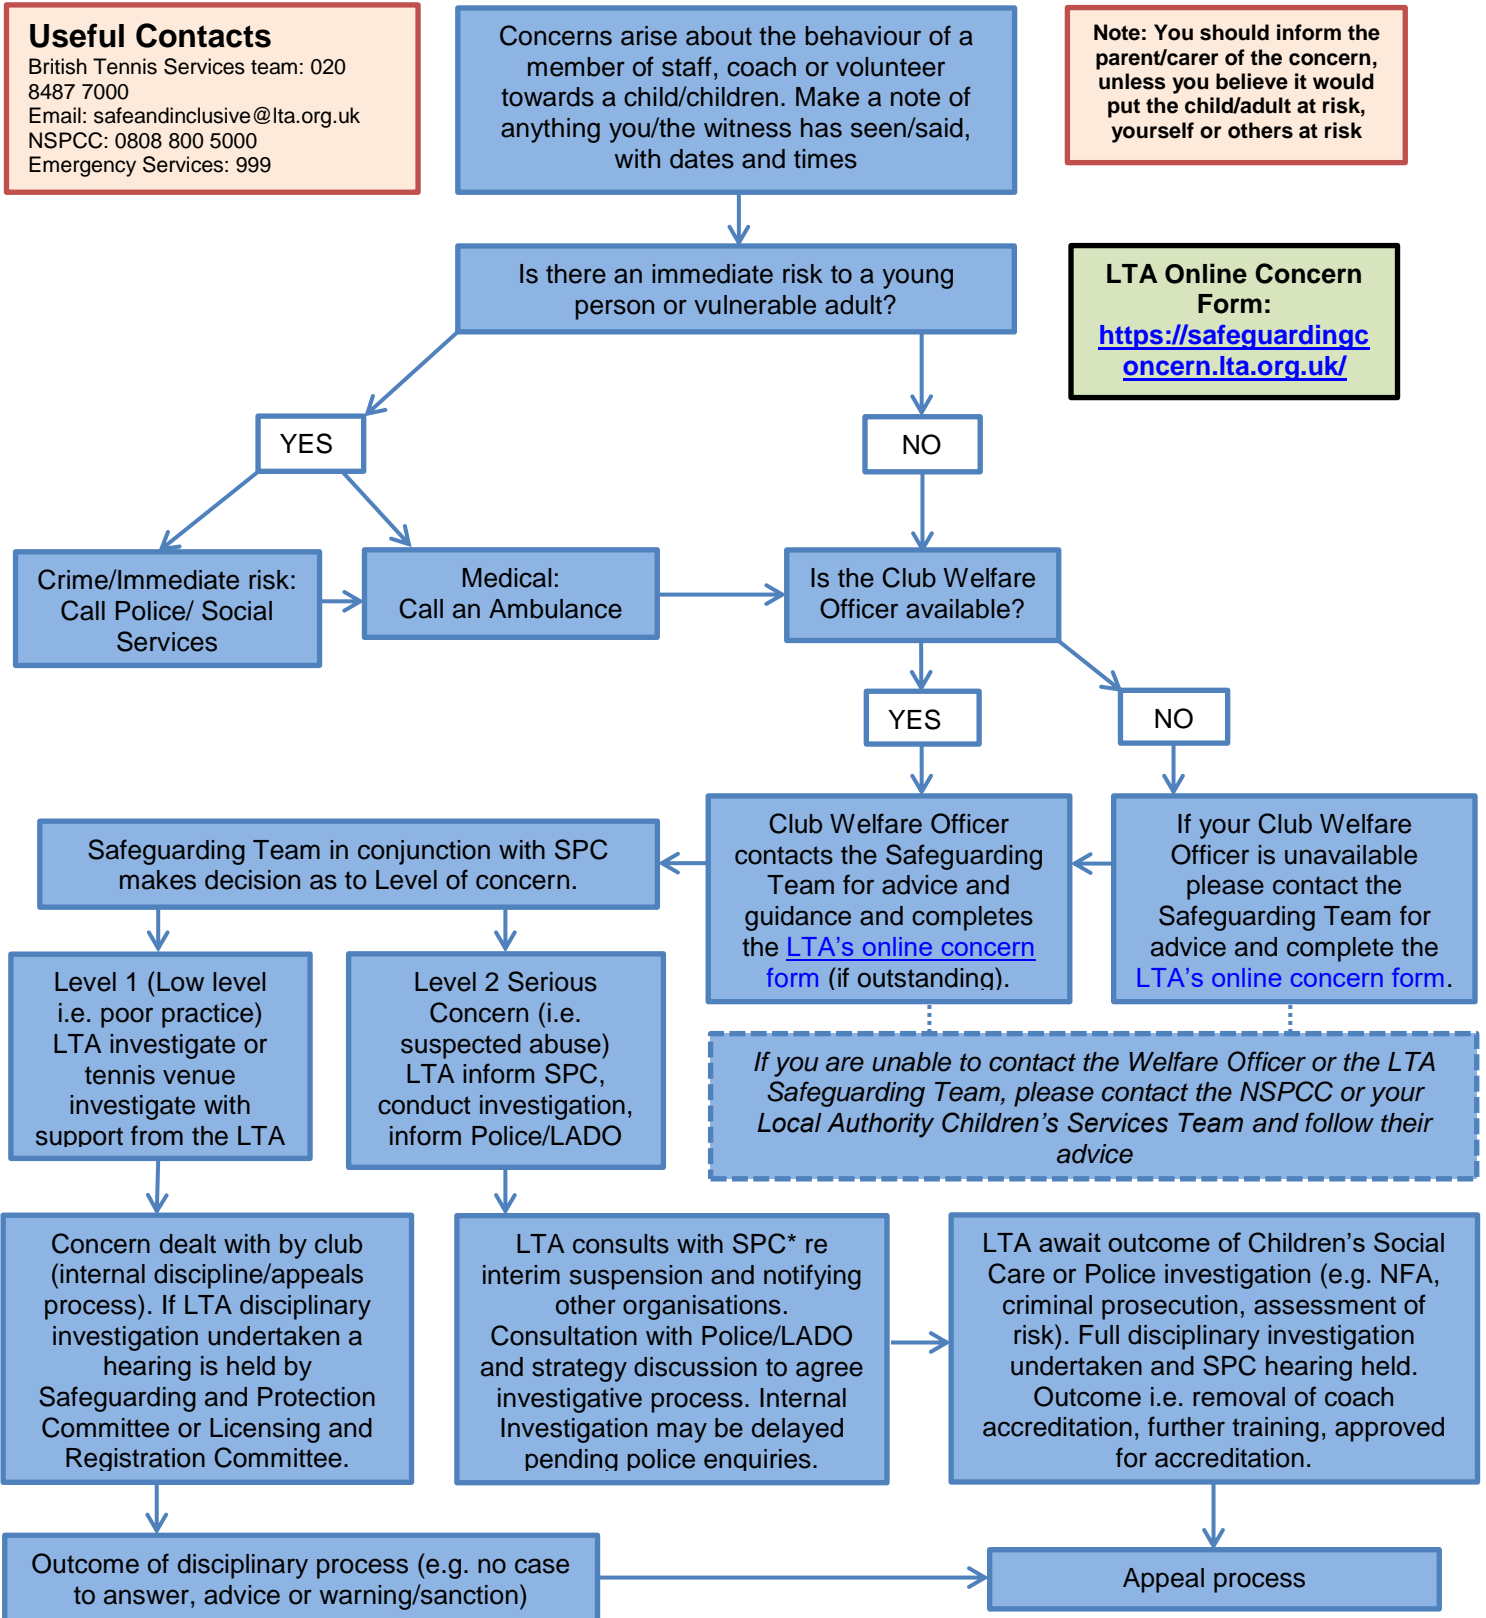 Useful Contacts
British Tennis Services team: 020
8487 7000
Email: safeandinclusive@lta.org.uk
NSPCC: 0808 800 5000
Emergency Services: 999
Concerns arise about the behaviour of a
member of staff, coach or volunteer
towards a child/children. Make a note of
anything you/the witness has seen/said,
with dates and times
Note: You should inform the
parent/carer of the concern,
unless you believe it would
put the child/adult at risk,
yourself or others at risk
Is there an immediate risk to a young
person or vulnerable adult?
LTA Online Concern
Form:
https://safeguardingc
oncern.lta.org.uk/
YES
NO
Crime/Immediate risk:
Call Police/ Social
Services
Medical:
Call an Ambulance
Is the Club Welfare
Officer available?
YES
NO
Safeguarding Team in conjunction with SPC
makes decision as to Level of concern.
Club Welfare Officer
contacts the Safeguarding
Team for advice and
guidance and completes
the LTA's online concern
form (if outstanding).
If your Club Welfare
Officer is unavailable
please contact the
Safeguarding Team for
advice and complete the
LTA's online concern form.
Level 1 (Low level
i.e. poor practice)
LTA investigate or
tennis venue
investigate with
support from the LTA
Level 2 Serious
Concern (i.e.
suspected abuse)
LTA inform SPC,
conduct investigation,
inform Police/LADO
If you are unable to contact the Welfare Officer or the LTA
Safeguarding Team, please contact the NSPCC or your
Local Authority Children's Services Team and follow their
advice
Concern dealt with by club
(internal discipline/appeals
process). If LTA disciplinary
investigation undertaken a
hearing is held by
Safeguarding and Protection
Committee or Licensing and
Registration Committee.
LTA consults with SPC* re
interim suspension and notifying
other organisations.
Consultation with Police/LADO
and strategy discussion to agree
investigative process. Internal
Investigation may be delayed
pending police enquiries.
LTA await outcome of Children's Social
Care or Police investigation (e.g. NFA,
criminal prosecution, assessment of
risk). Full disciplinary investigation
undertaken and SPC hearing held.
Outcome i.e. removal of coach
accreditation, further training, approved
for accreditation.
Outcome of disciplinary process (e.g. no case
to answer, advice or warning/sanction)
Appeal process